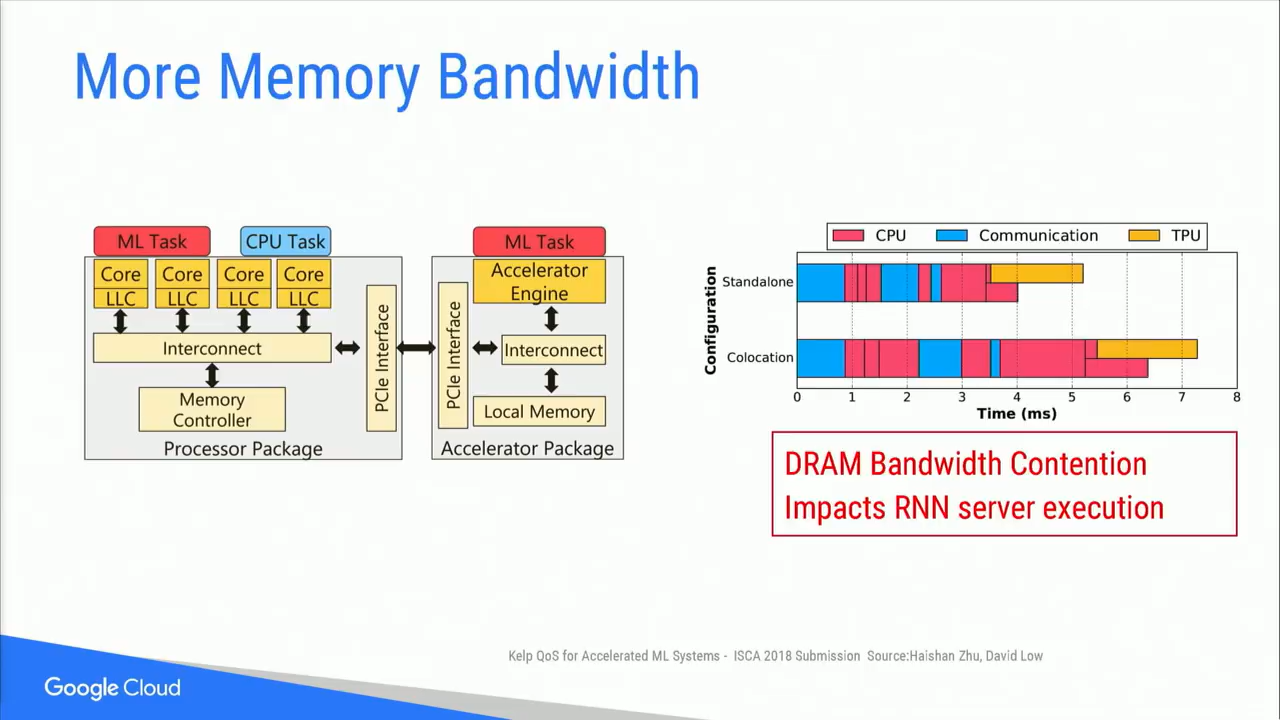 More Memory Bandwidth
ML Task
CPU Task
Core
Core
Core
Core
LLC
LLC
LLC
LLC
Interconnect
Memory
Controller
PCIe Interface
Processor Package
ML Task
Accelerator
Engine
PCIe Interface
Interconnect
Local Memory
Accelerator Package
CPU
Communication
TPU
Configuration
Standalone
Colocation
0 1 2 3 4 5 6 7 8
Time (ms)
DRAM Bandwidth Contention
Impacts RNN server execution
Kelp QoS for Accelerated ML Systems - ISCA 2018 Submission Source:Haishan Zhu, David Low
Google Cloud